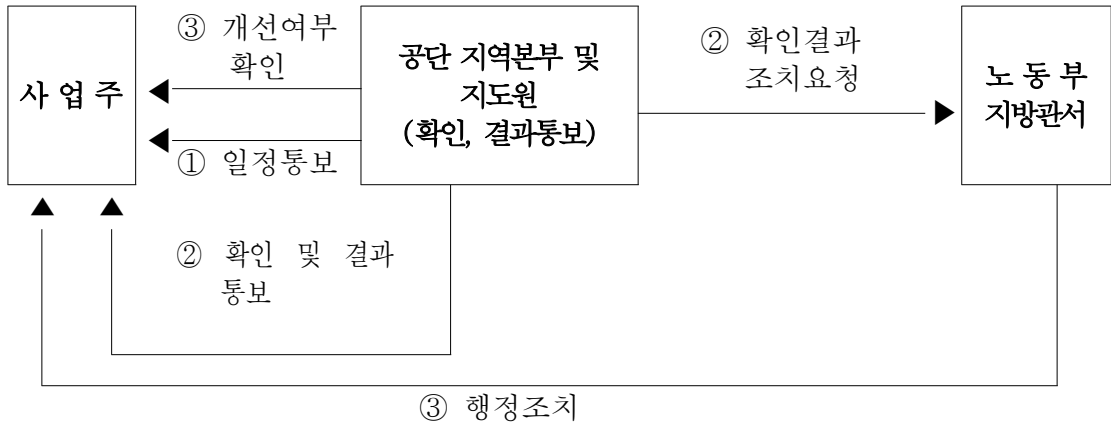 ③ 개선여부
확인
사 업 주
① 일정통보
공단 지역본부 및
지도원
(확인, 결과통보)
② 확인결과
조치요청
노 동 부
지방관서
② 확인 및 결과
통보
③ 행정조치